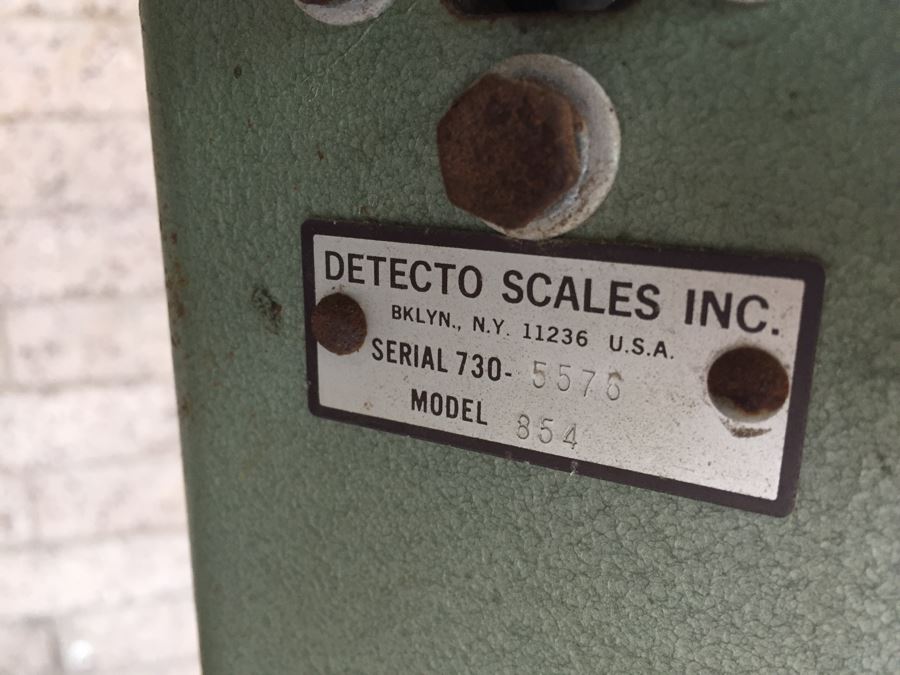 DETECTO SCALES INC.
BKLYN., N.Y. 11236 U.S.A.
SERIAL 730- 5576
MODEL 854